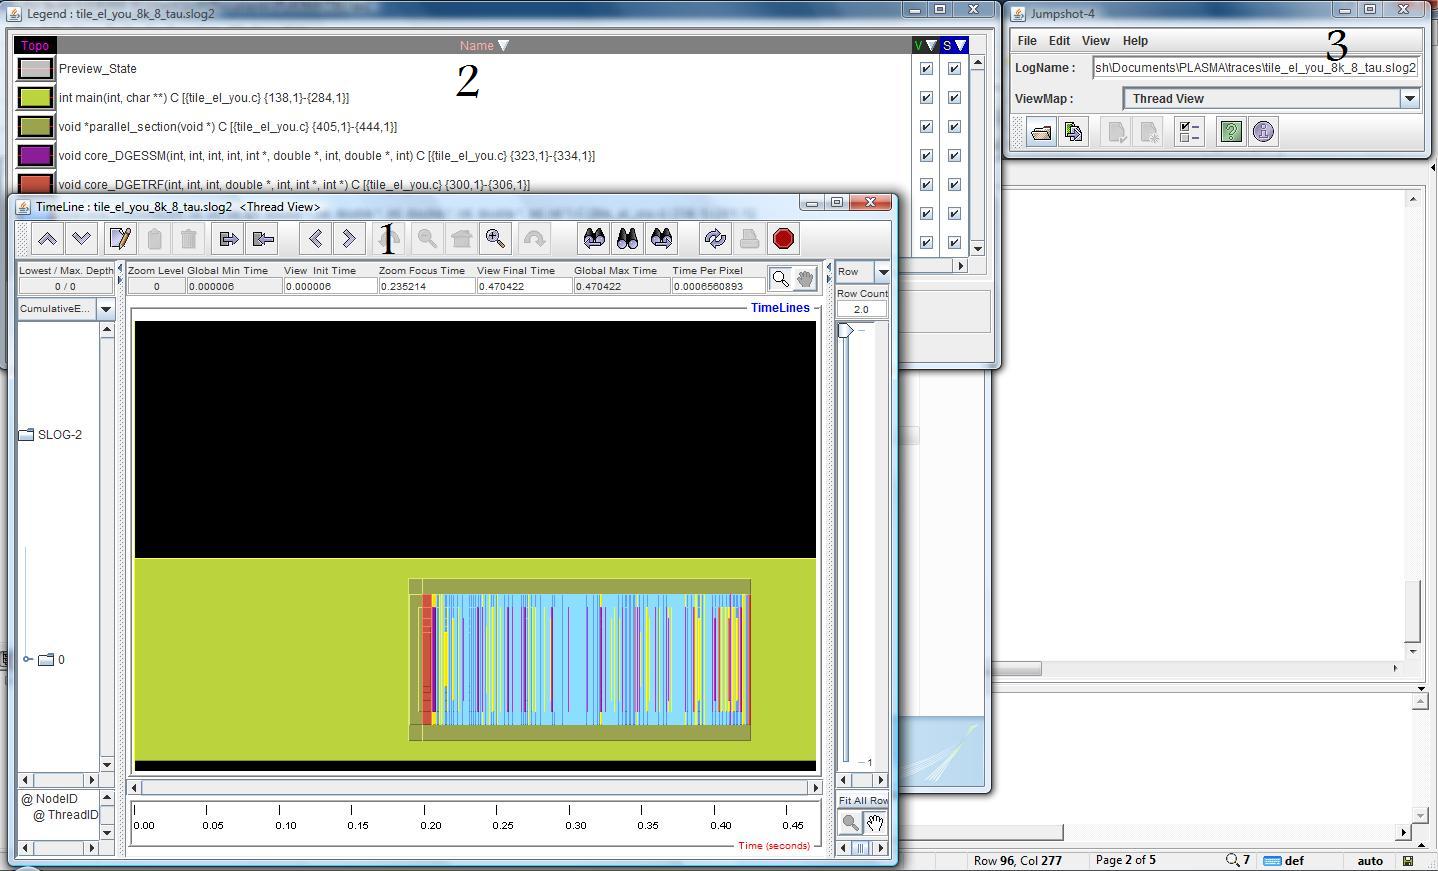 Legend : tile_el_you_8k_8_tau.slog2
Topo Name V S
Preview_State
int main(int, char **) C [{tile_el_you.c} {138,1}-{284,1}]
void *parallel_section(void *) C [{tile_el_you.c} {405,1}-{444,1}]
void core_DGESSM(int, int, int, int, int *, double *, int, double *, int) C [{tile_el_you.c} {323,1}-{334,1}]
void core_DGETRF(int, int, int, double *, int, int *, int *) C [{tile_el_you.c} {300,1}-{306,1}]
2
Jumpshot-4
File Edit View Help
3
LogName : sh\Documents\PLASMA\traces\tile_el_you_8k_8_tau.slog2
ViewMap : Thread View
TimeLine : tile_el_you_8k_8_tau.slog2 <Thread View>
1
Lowest / Max. Depth Zoom Level Global Min Time View Init Time Zoom Focus Time View Final Time Global Max Time Time Per Pixel Row
0 / 0 0 0.000006 0.000006 0.235214 0.470422 0.470422 0.0006560893
Row Count
2.0
CumulativeE...
TimeLines
SLOG-2
0
1
@ NodeID
@ ThreadID
Fit All Row
0.00 0.05 0.10 0.15 0.20 0.25 0.30 0.35 0.40 0.45
Time (seconds)
Row 96, Col 277 Page 2 of 5 7 def auto